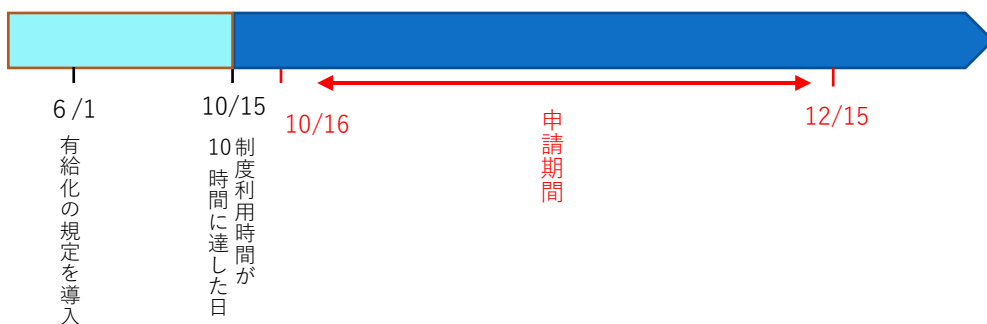 6/1
有給化の規定を導入
10/15
制度利用時間が
10時間に達した日
10/16
申請期間
12/15